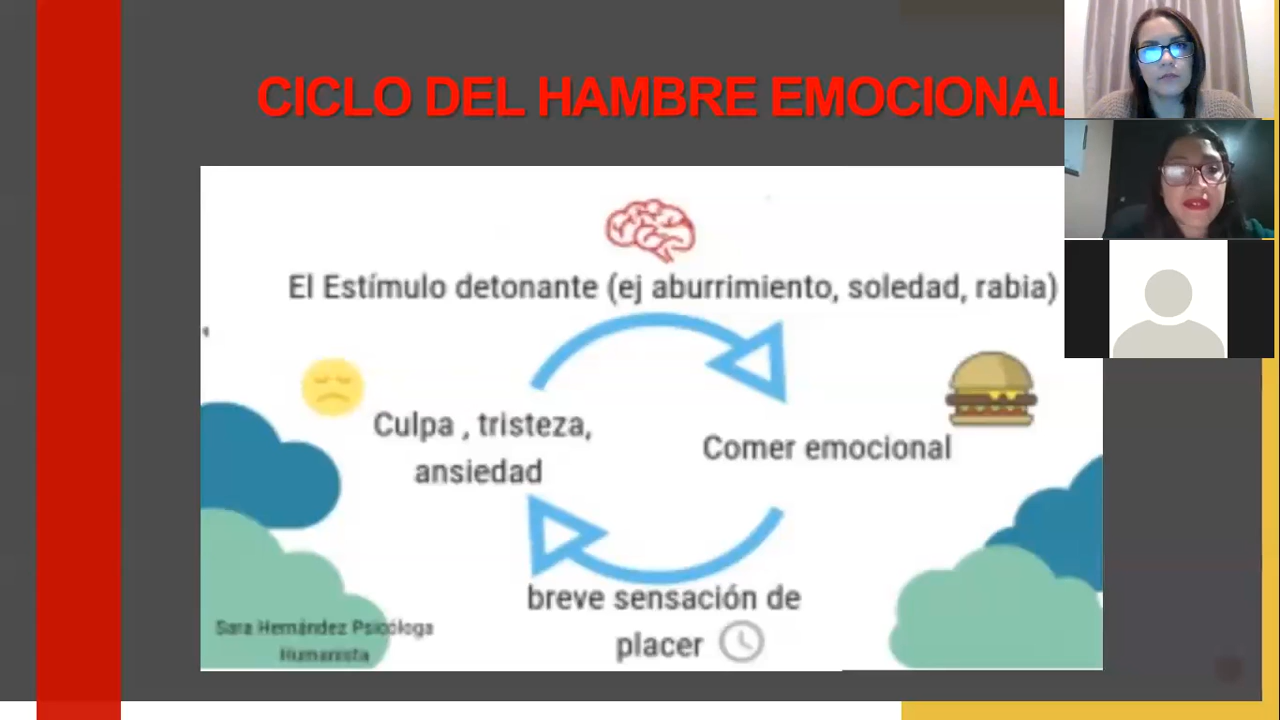 CICLO DEL HAMBRE EMOCIONAL
El Estímulo detonante (ej aburrimiento, soledad, rabia)
Culpa , tristeza,
ansiedad
Comer emocional
breve sensación de
placer
Sara Hernández Psicóloga
Humanista